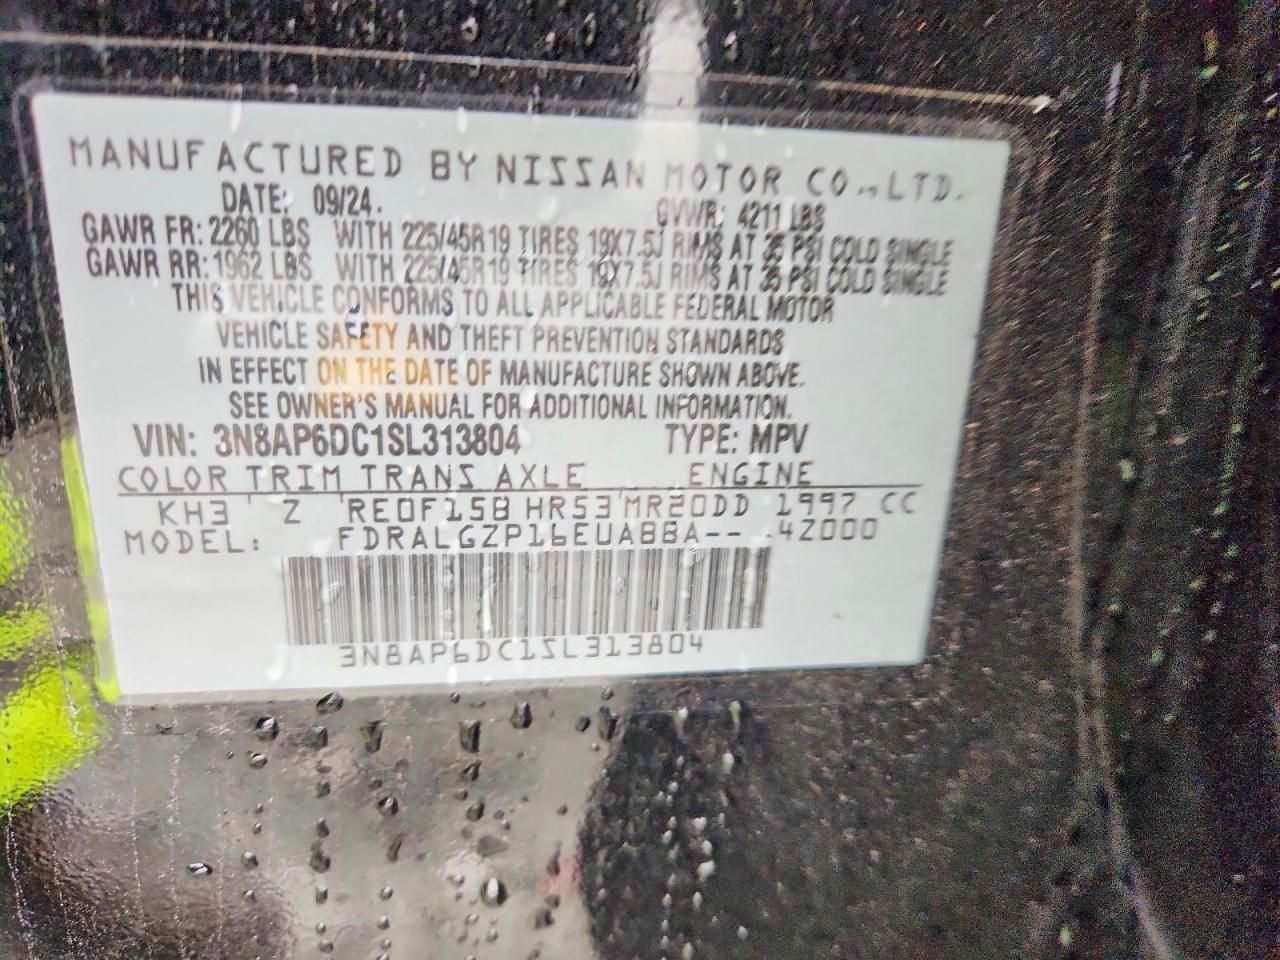 MANUFACTURED BY NISSAN MOTOR CO.,LTD.
DATE: 09/24. GVWR: 4211 LBS
GAWR FR: 2260 LBS WITH 225/45R19 TIRES 19X7.5J RIMS AT 35 PSI COLD SINGLE
GAWR RR: 1962 LBS WITH 225/45R19 TIRES 19X7.5J RIMS AT 35 PSI COLD SINGLE
THIS VEHICLE CONFORMS TO ALL APPLICABLE FEDERAL MOTOR
VEHICLE SAFETY AND THEFT PREVENTION STANDARDS
IN EFFECT ON THE DATE OF MANUFACTURE SHOWN ABOVE.
SEE OWNER'S MANUAL FOR ADDITIONAL INFORMATION.
VIN: 3N8AP6DC1SL313804 TYPE: MPV
COLOR TRIM TRANS AXLE ENGINE
KH3 Z RE0F15B HR53 MR20DD 1997 CC
MODEL: FDRALGZP16EUABBA-- 4Z000
3N8AP6DC1SL313804